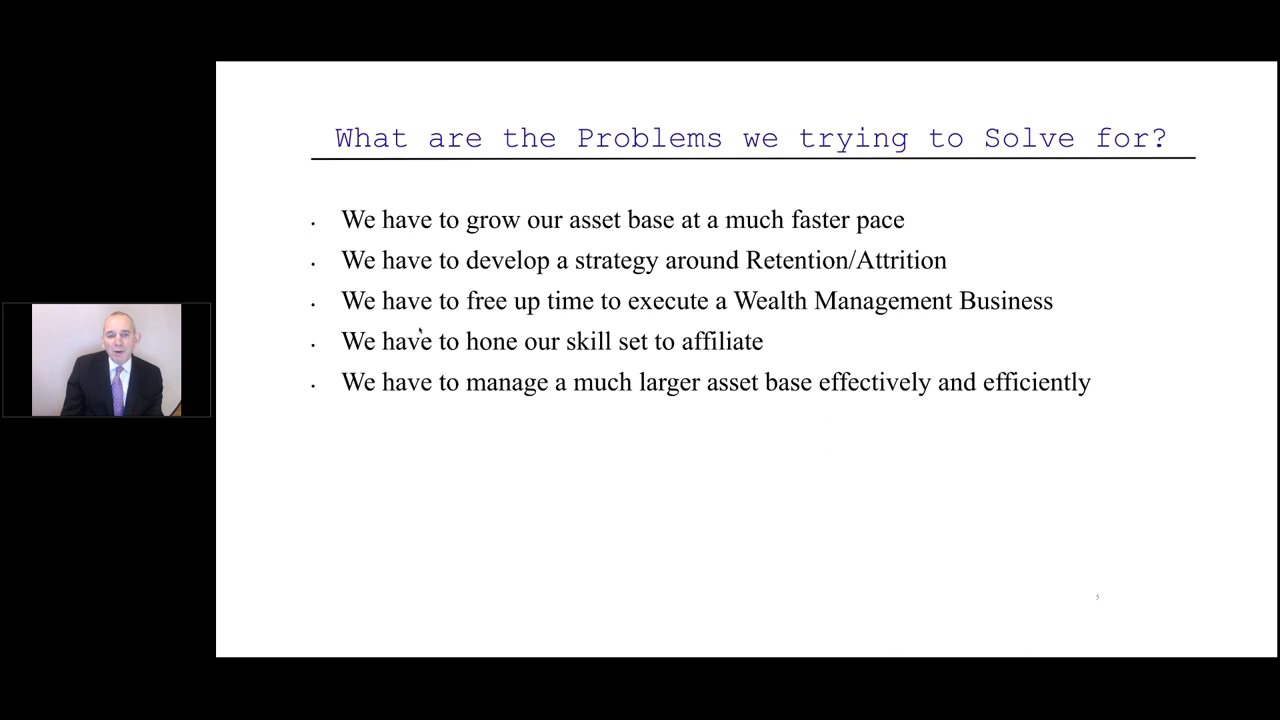 What are the Problems we trying to Solve for?
· We have to grow our asset base at a much faster pace
· We have to develop a strategy around Retention/Attrition
· We have to free up time to execute a Wealth Management Business
· We have to hone our skill set to affiliate
· We have to manage a much larger asset base effectively and efficiently
5